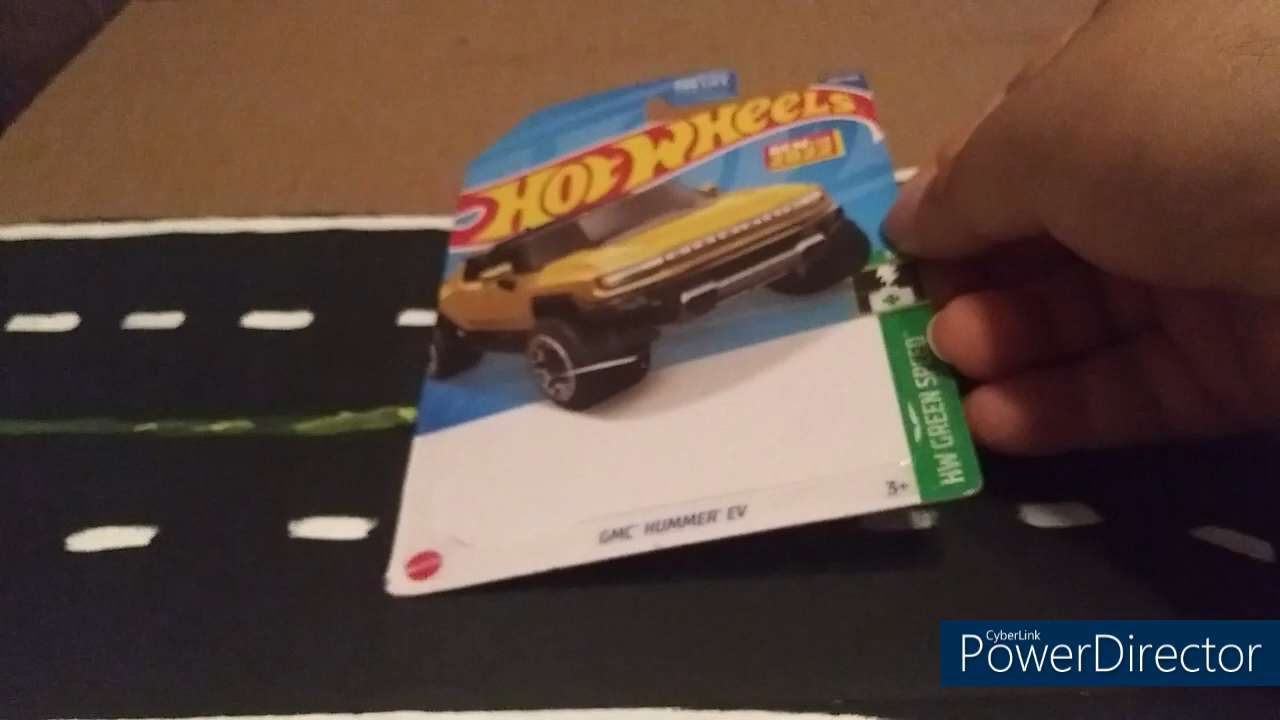 HOT WHEELS
HW GREEN SPEED
3+
GMC HUMMER EV
CyberLink
PowerDirector